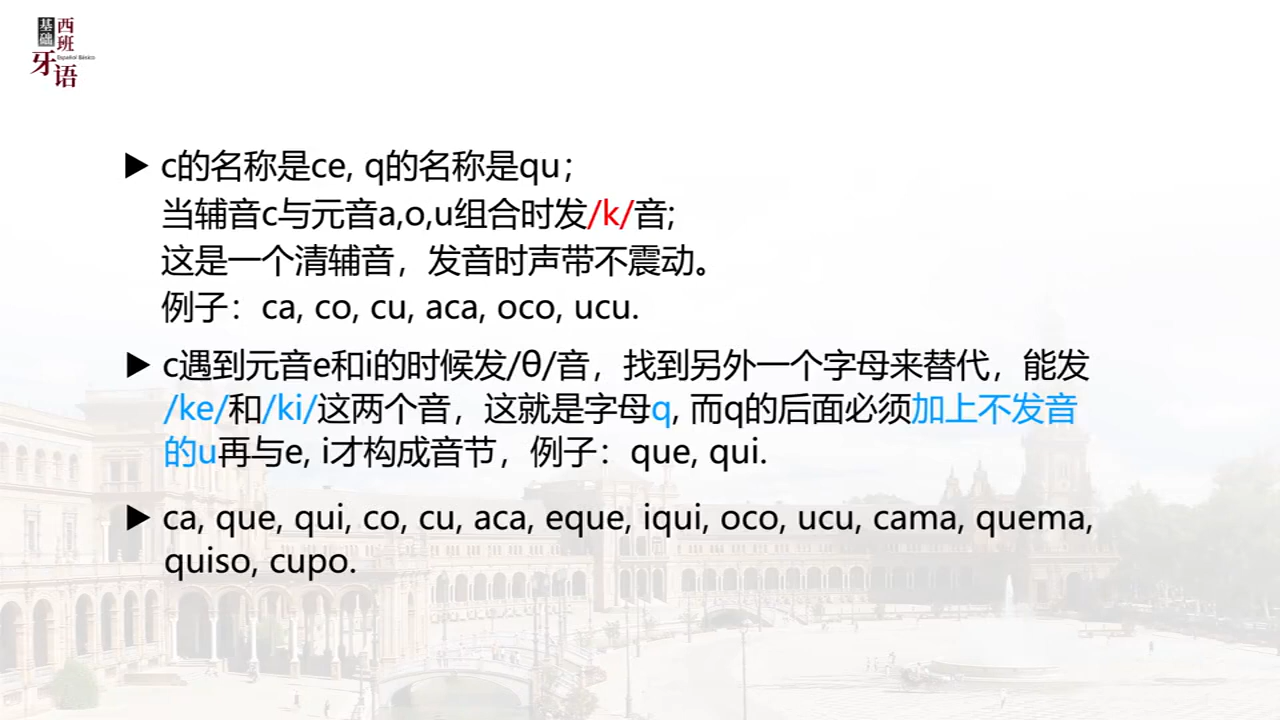 基础
西班
牙语
Español Básico
c的名称是ce, q的名称是qu；
当辅音c与元音a,o,u组合时发/k/音;
这是一个清辅音，发音时声带不震动。
例子：ca, co, cu, aca, oco, ucu.
c遇到元音e和i的时候发/θ/音，找到另外一个字母来替代，能发
/ke/和/ki/这两个音，这就是字母q, 而q的后面必须加上不发音
的u再与e, i才构成音节，例子：que, qui.
ca, que, qui, co, cu, aca, eque, iqui, oco, ucu, cama, quema,
quiso, cupo.